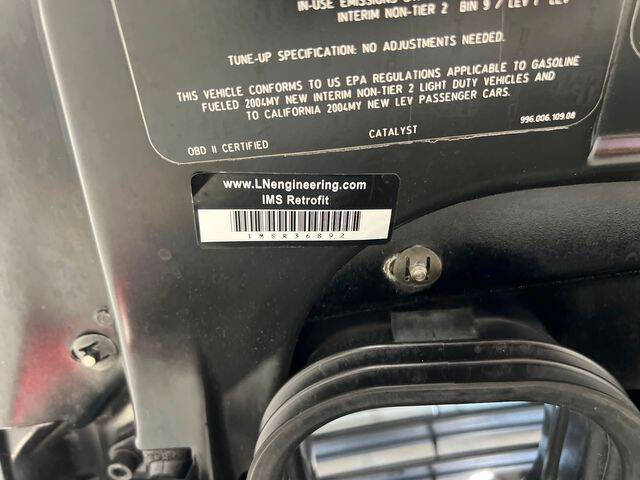 IN-USE EMISSIONS
INTERIM NON-TIER 2 BIN 9 / LEV I LEV
TUNE-UP SPECIFICATION: NO ADJUSTMENTS NEEDED.
THIS VEHICLE CONFORMS TO US EPA REGULATIONS APPLICABLE TO GASOLINE
FUELED 2004MY NEW INTERIM NON-TIER 2 LIGHT DUTY VEHICLES AND
TO CALIFORNIA 2004MY NEW LEV PASSENGER CARS.
996.006.109.08
CATALYST
OBD II CERTIFIED
www.LNengineering.com
IMS Retrofit
IMSR36892